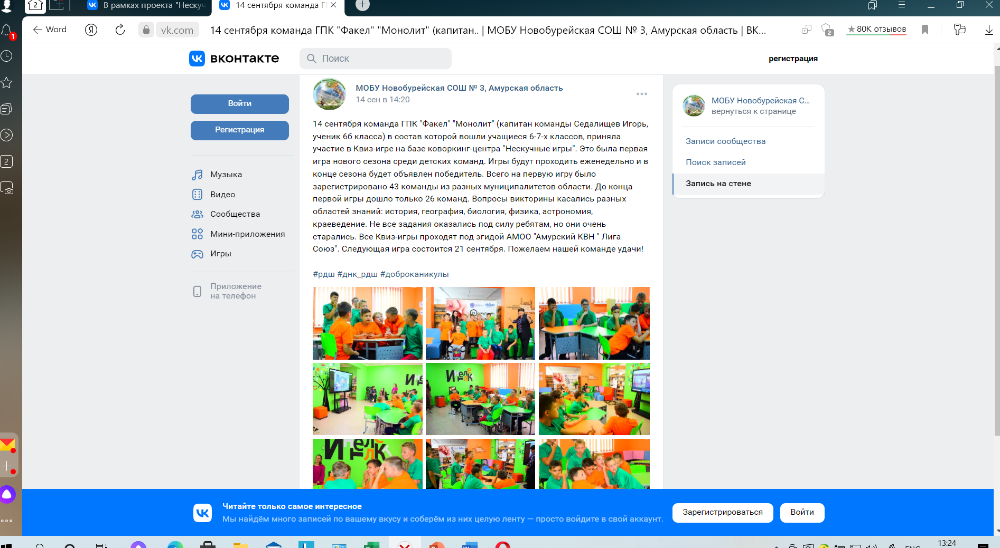 2
В рамках проекта "Нескуч
14 сентября команда Г
1
Word
vk.com
14 сентября команда ГПК "Факел" "Монолит" (капитан.. | МОБУ Новобурейская СОШ № 3, Амурская область | ВК...
2
80К отзывов
вконтакте
Поиск
регистрация
Войти
Регистрация
Музыка
Видео
Сообщества
Мини-приложения
Игры
Приложение
на телефон
2
МОБУ Новобурейская СОШ № 3, Амурская область
14 сен в 14:20
14 сентября команда ГПК "Факел" "Монолит" (капитан команды Седалищев Игорь,
ученик 6б класса) в состав которой вошли учащиеся 6-7-х классов, приняла
участие в Квиз-игре на базе коворкинг-центра "Нескучные игры". Это была первая
игра нового сезона среди детских команд. Игры будут проходить еженедельно и в
конце сезона будет объявлен победитель. Всего на первую игру было
зарегистрировано 43 команды из разных муниципалитетов области. До конца
первой игры дошло только 26 команд. Вопросы викторины касались разных
областей знаний: история, география, биология, физика, астрономия,
краеведение. Не все задания оказались под силу ребятам, но они очень
старались. Все Квиз-игры проходят под эгидой АМОО "Амурский КВН " Лига
Союз". Следующая игра состоится 21 сентября. Пожелаем нашей команде удачи!
#рдш #днк_рдш #доброканикулы
МОБУ Новобурейская С...
вернуться к странице
Записи сообщества
Поиск записей
Запись на стене
Читайте только самое интересное
Мы найдём много записей по вашему вкусу и соберём из них целую ленту — просто войдите в свой аккаунт.
Зарегистрироваться
Войти
13:24